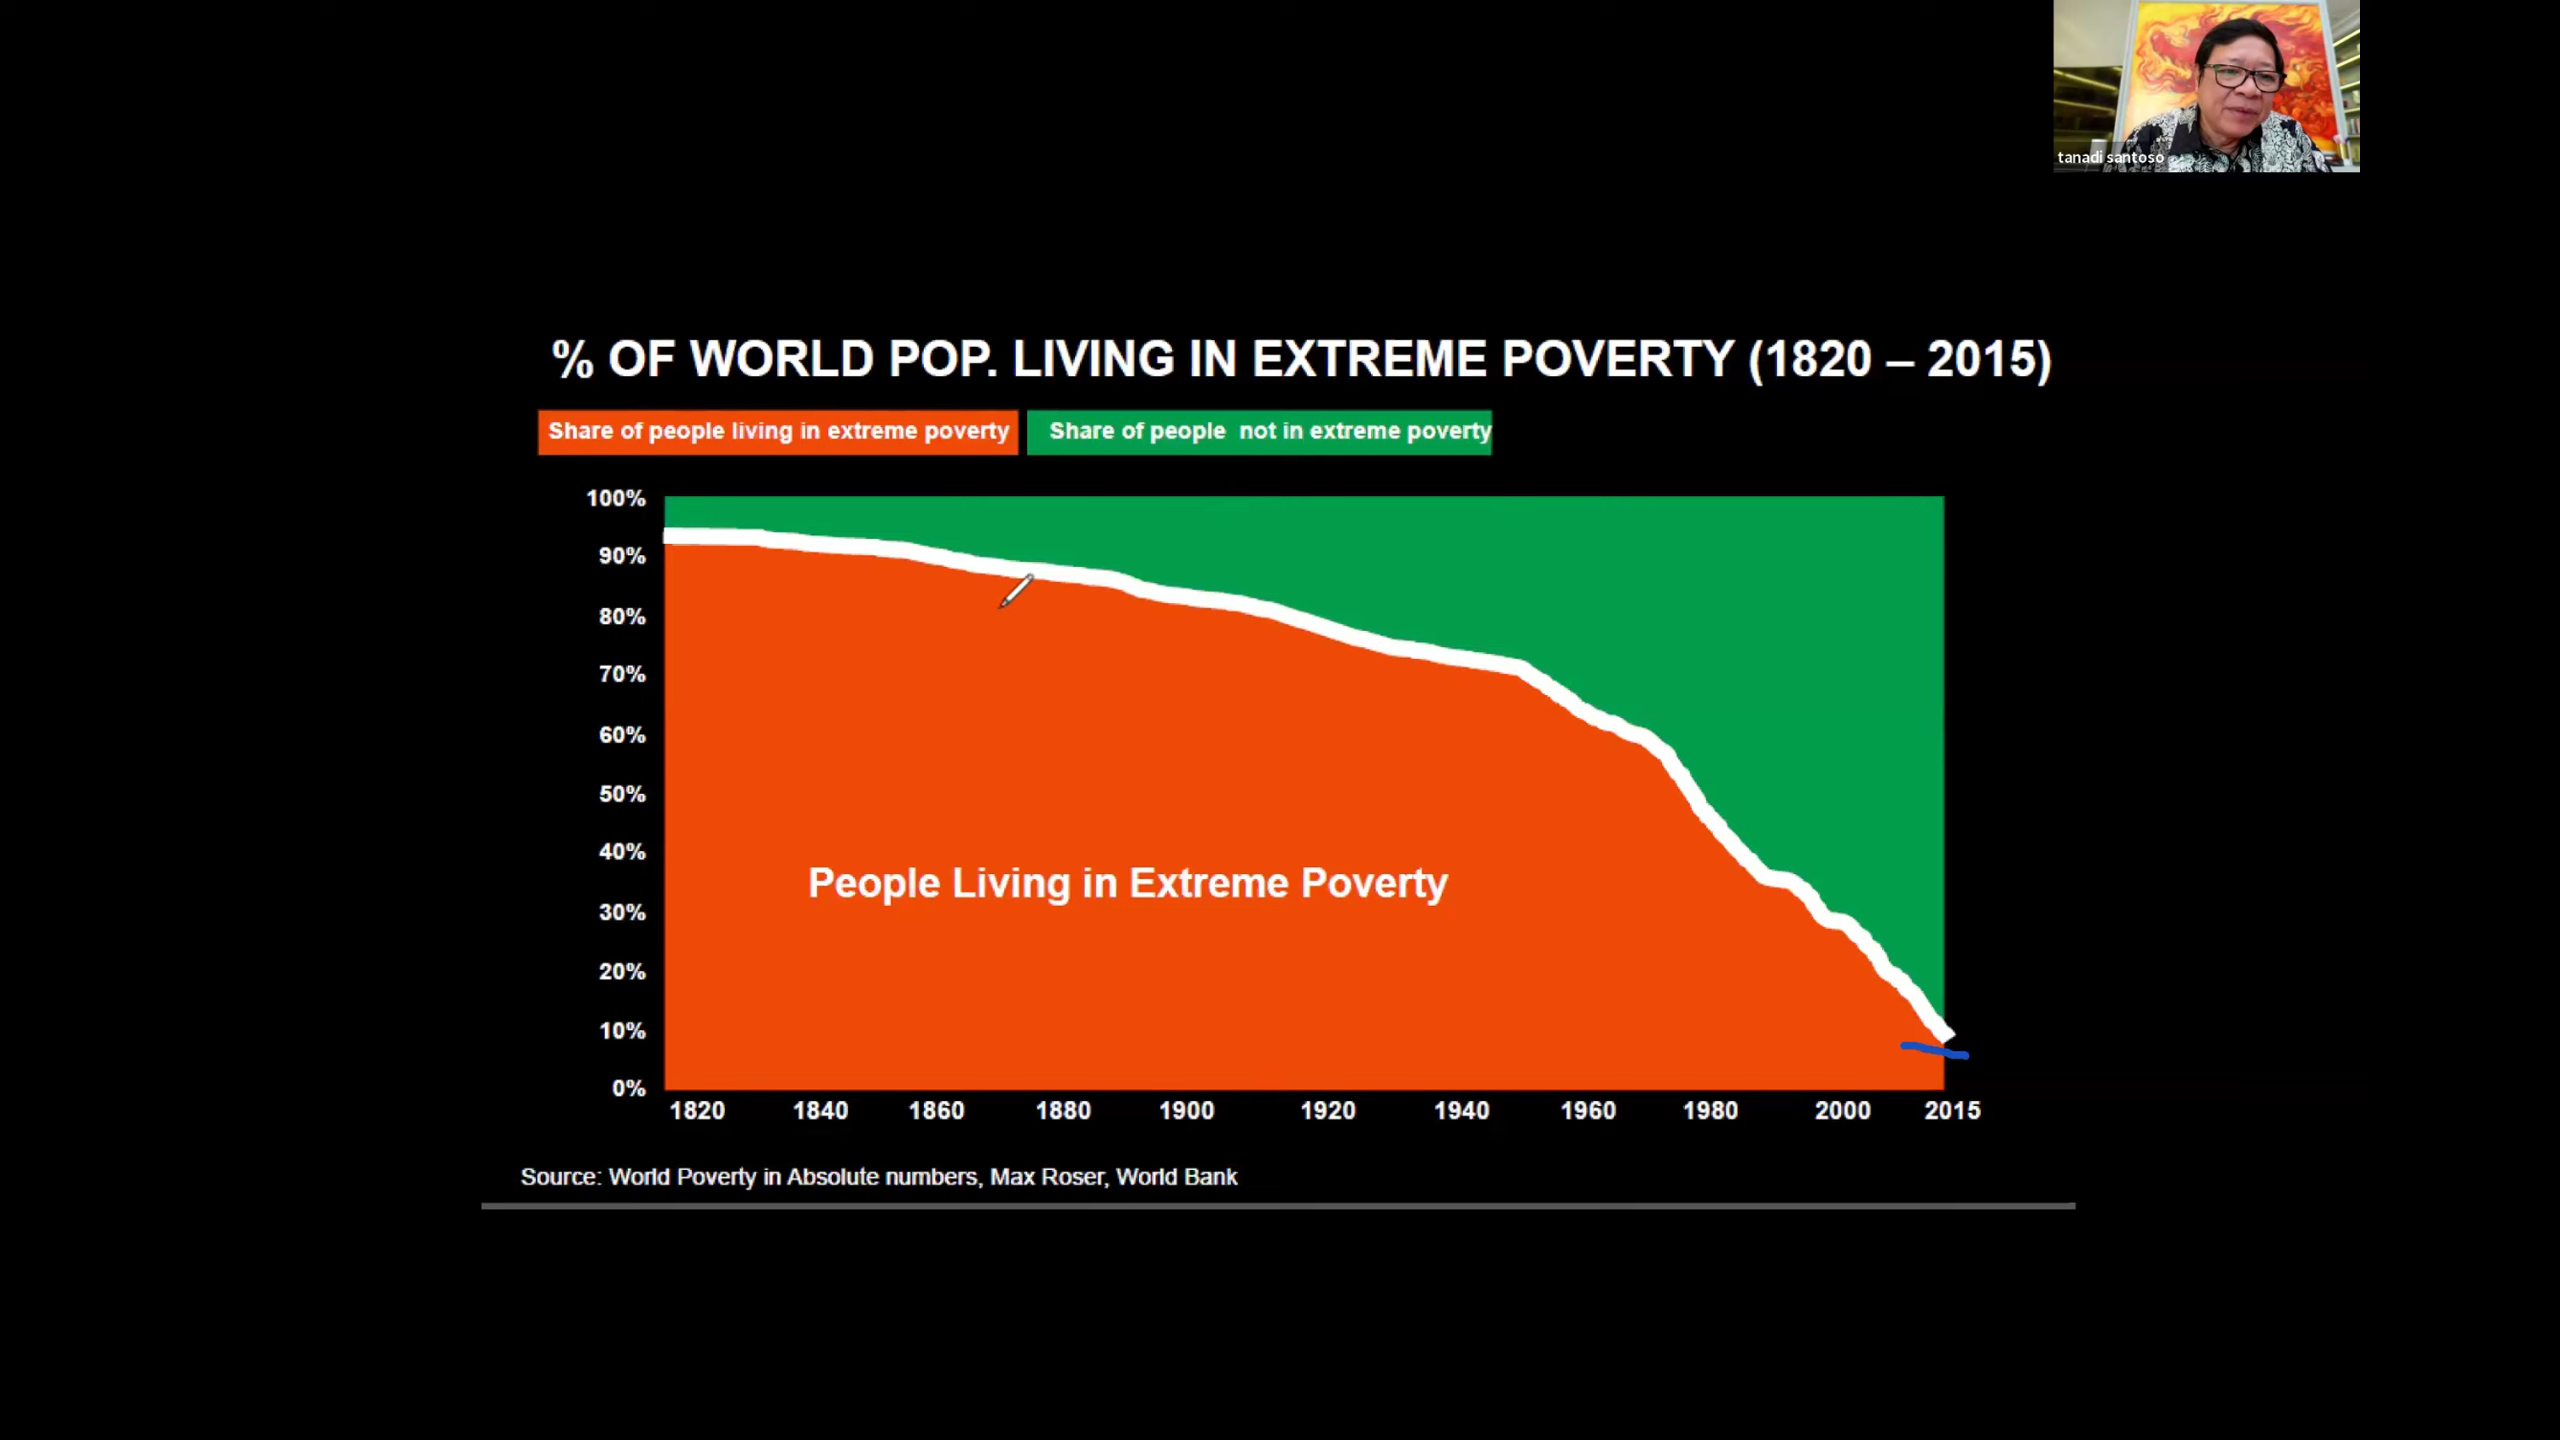 tanadi santoso
% OF WORLD POP. LIVING IN EXTREME POVERTY (1820 – 2015)
Share of people living in extreme poverty
Share of people not in extreme poverty
100%
90%
80%
70%
60%
50%
40%
30%
20%
10%
0%
People Living in Extreme Poverty
1820 1840 1860 1880 1900 1920 1940 1960 1980 2000 2015
Source: World Poverty in Absolute numbers, Max Roser, World Bank